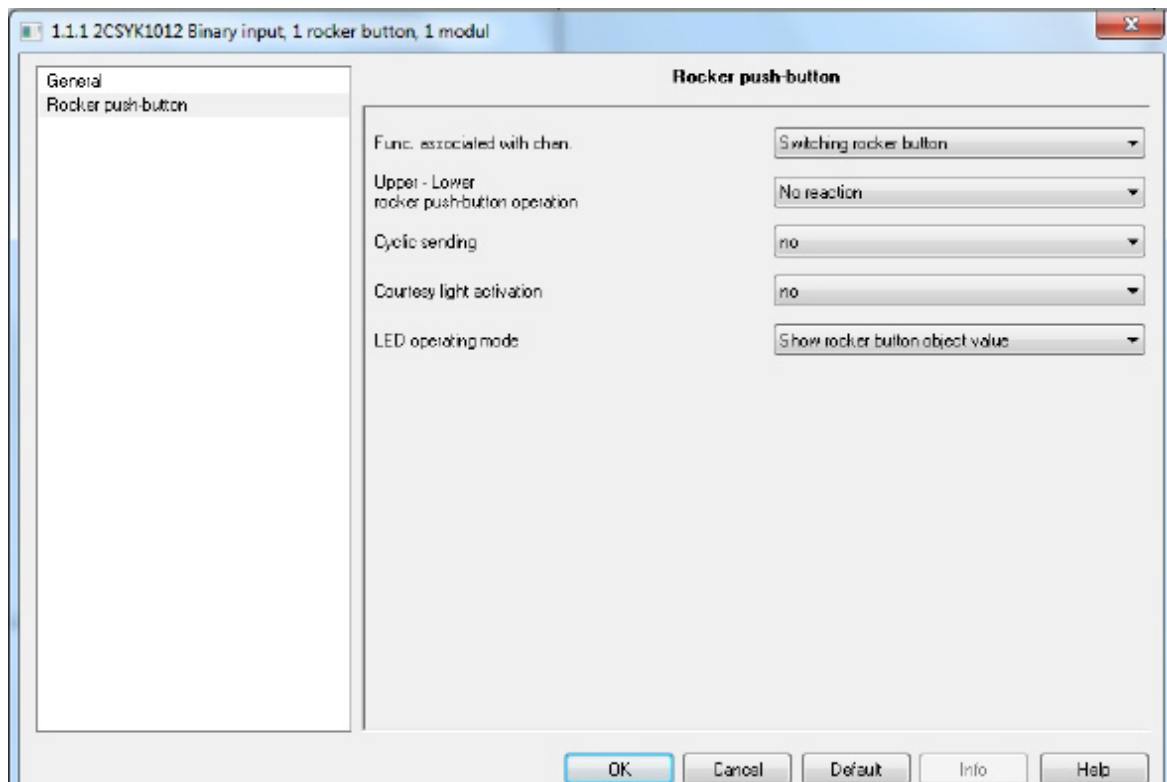 1.1.1 2CSYK1012 Binary input, 1 rocker button, 1 modul
General
Rocker push-button
Rocker push-button
Func. associated with chan.
Switching rocker button
Upper - Lower
rocker push-button operation
No reaction
Cyclic sending
no
Courtesy light activation
no
LED operating mode
Show rocker button object value
OK
Cancel
Default
Info
Help